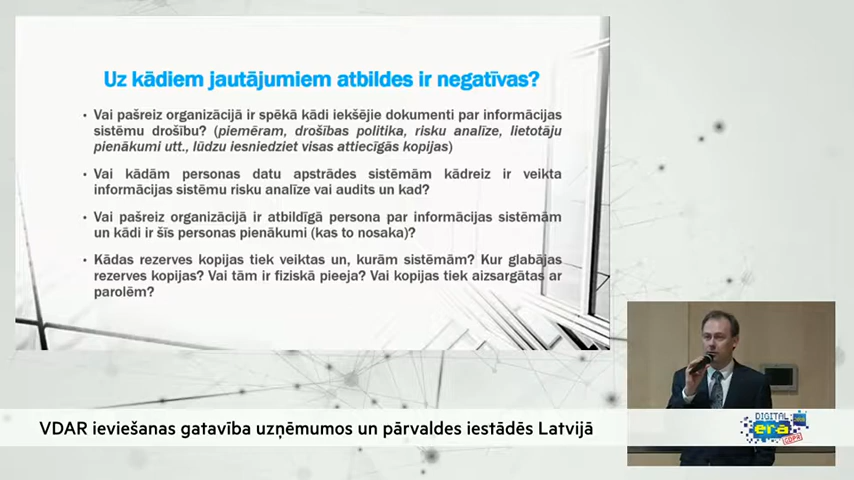 Uz kādiem jautājumiem atbildes ir negatīvas?
• Vai pašreiz organizācijā ir spēkā kādi iekšējie dokumenti par informācijas
sistēmu drošību? (piemēram, drošības politika, risku analīze, lietotāju
pienākumi utt., lūdzu iesniedziet visas attiecīgās kopijas)
• Vai kādām personas datu apstrādes sistēmām kādreiz ir veikta
informācijas sistēmu risku analīze vai audits un kad?
• Vai pašreiz organizācijā ir atbildīgā persona par informācijas sistēmām
un kādi ir šīs personas pienākumi (kas to nosaka)?
• Kādas rezerves kopijas tiek veiktas un, kurām sistēmām? Kur glabājas
rezerves kopijas? Vai tām ir fiziskā pieeja? Vai kopijas tiek aizsargātas ar
parolēm?
VDAR ieviešanas gatavība uzņēmumos un pārvaldes iestādēs Latvijā
DIGITAL
era
GDPR